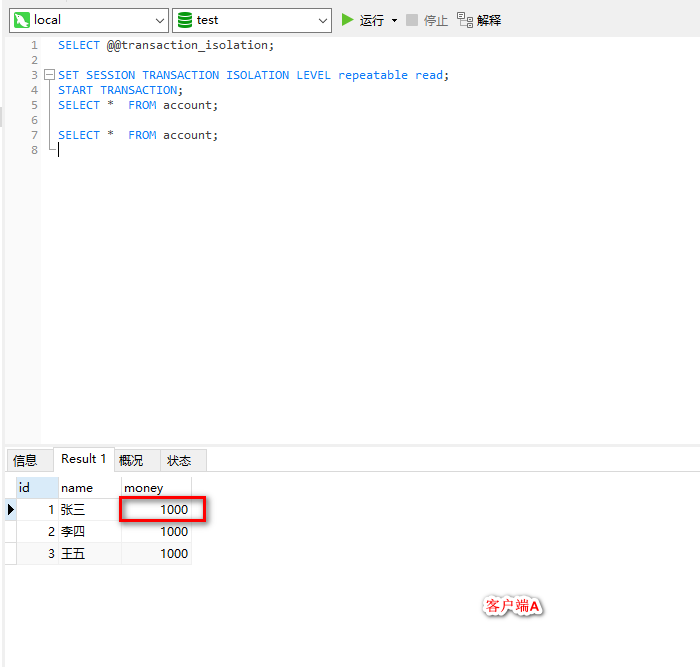 local test 运行 停止 解释
1 SELECT @@transaction_isolation;
2
3 SET SESSION TRANSACTION ISOLATION LEVEL repeatable read;
4 START TRANSACTION;
5 SELECT *  FROM account;
6
7 SELECT *  FROM account;
8
信息 Result 1 概况 状态
id name money
1 张三 1000
2 李四 1000
3 王五 1000
客户端A